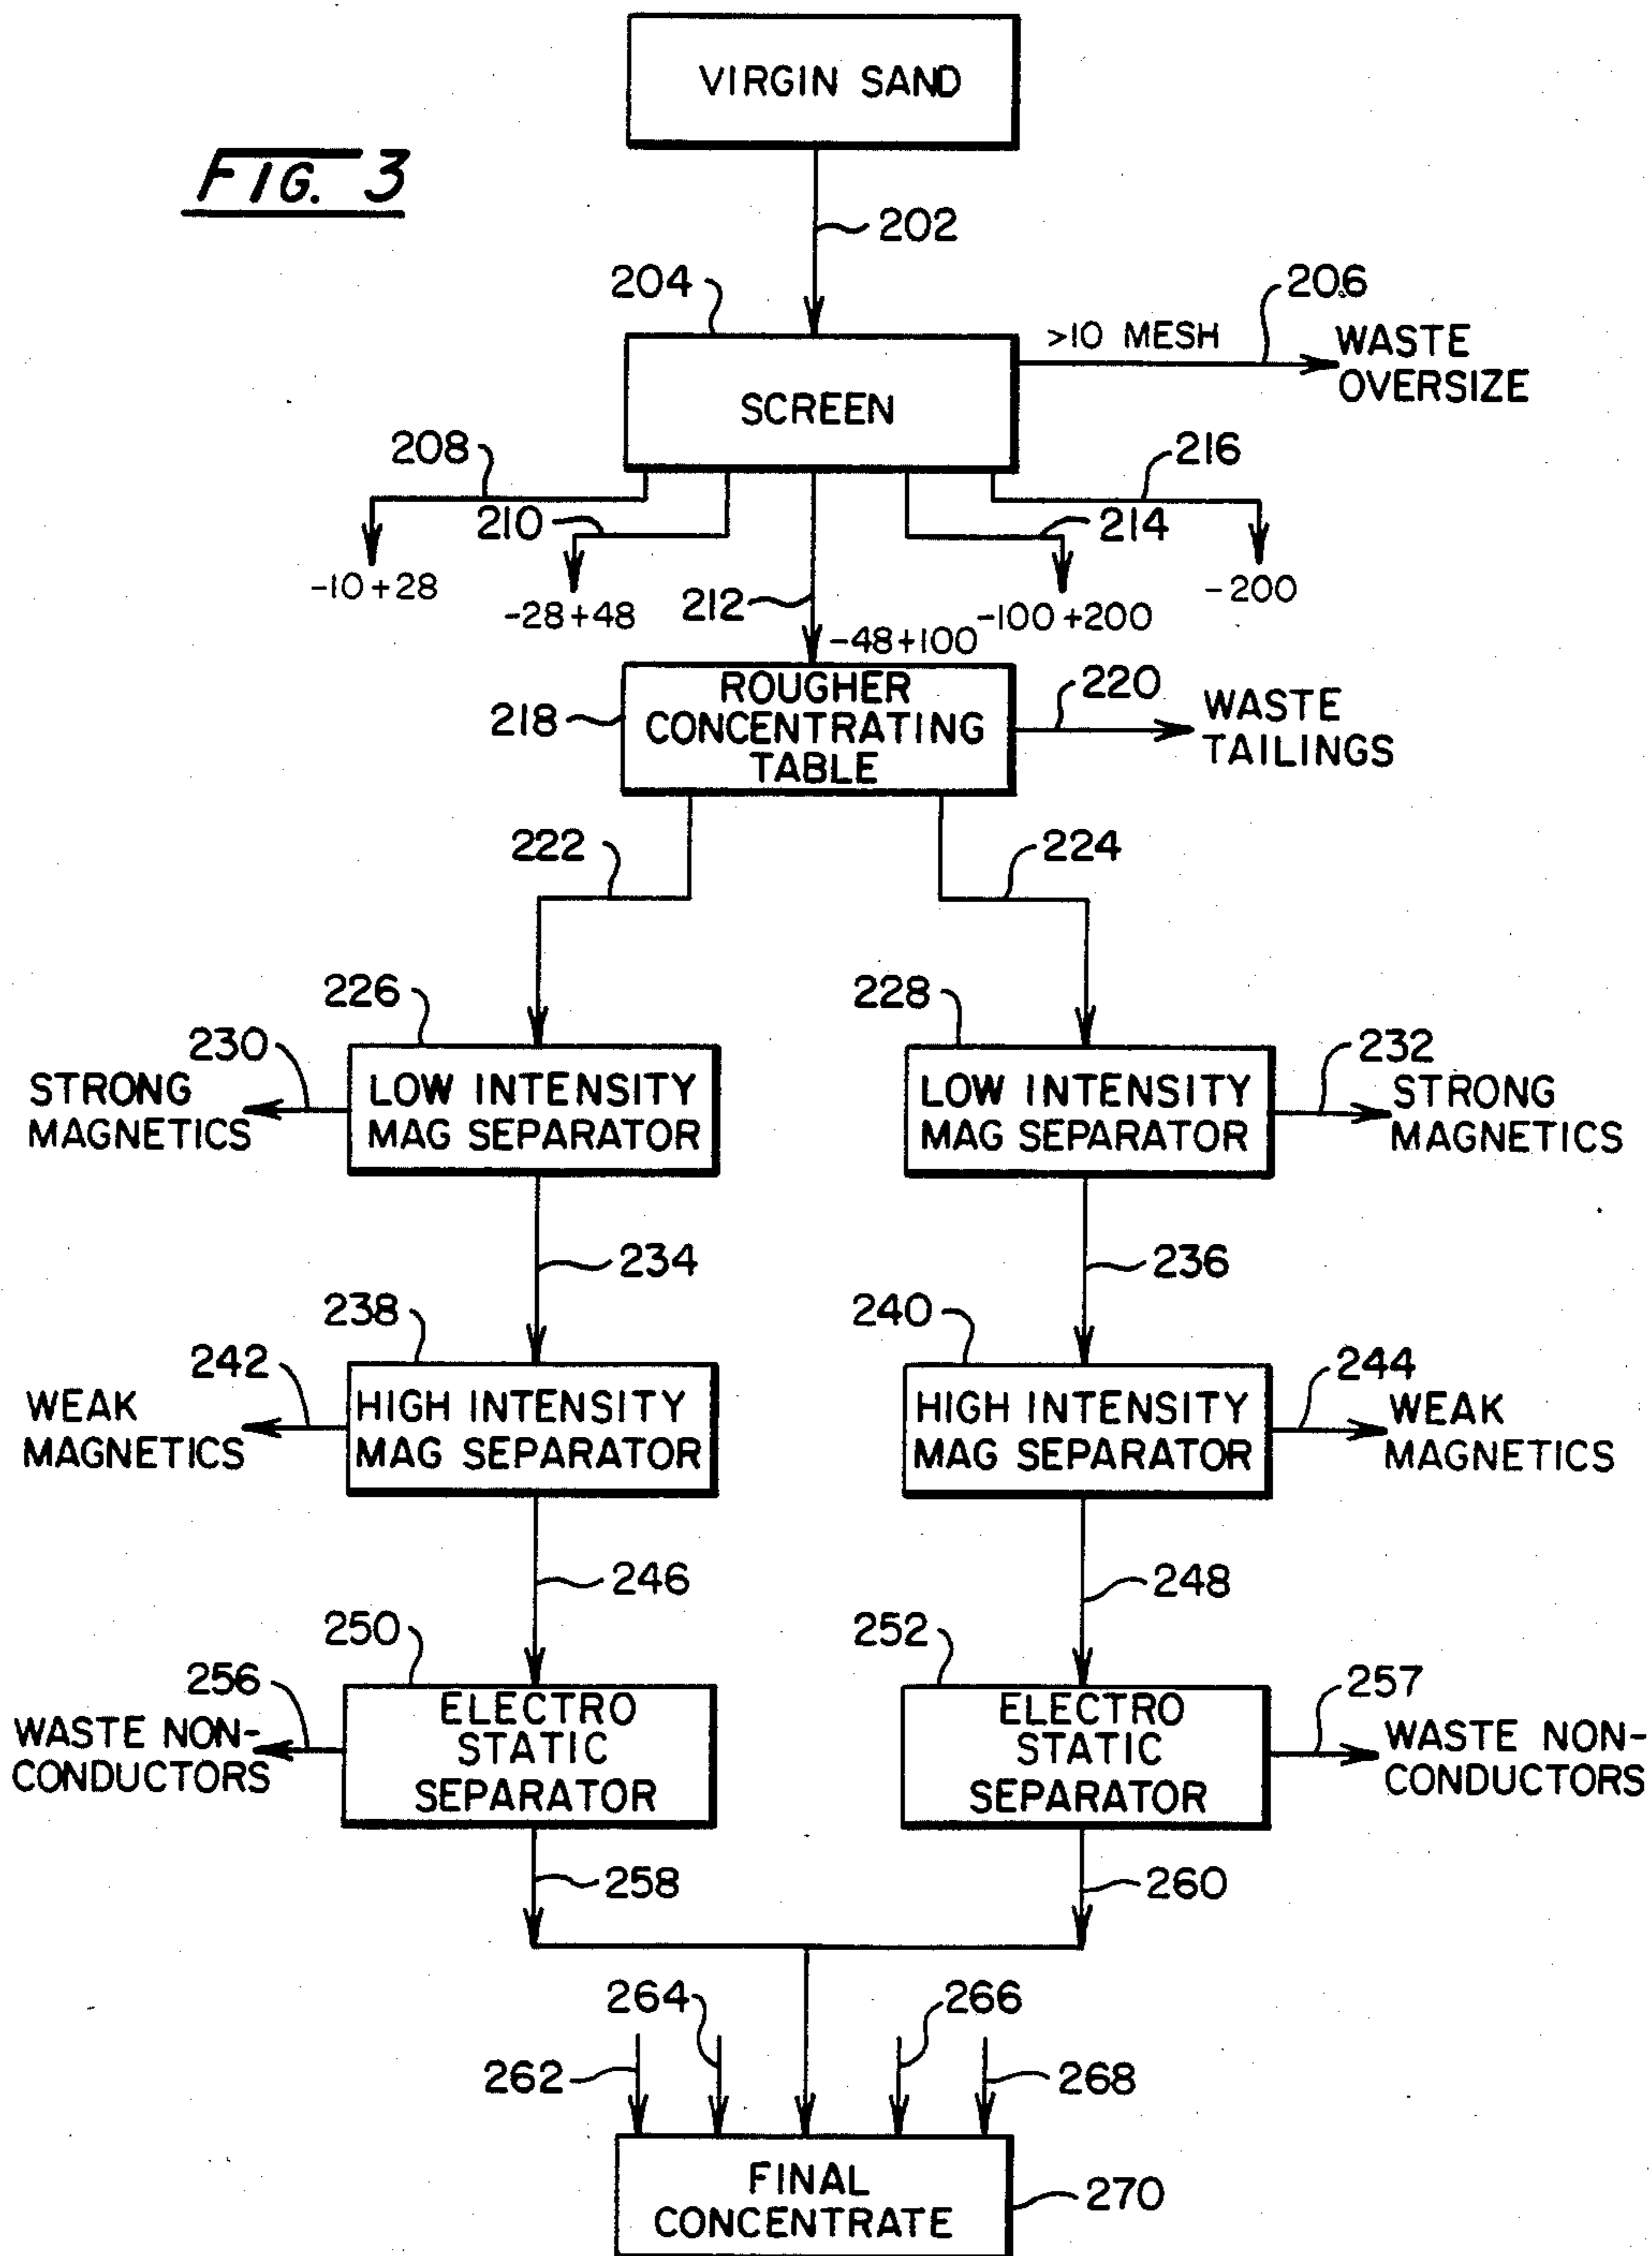 VIRGIN SAND
FIG. 3
202
204
206
>10 MESH
WASTE
OVERSIZE
SCREEN
208
216
210
214
-10+28
-28+48
212
-48+100
-100+200
-200
218
ROUGHER
CONCENTRATING
TABLE
220
WASTE
TAILINGS
222
224
226
228
230
STRONG
MAGNETICS
LOW INTENSITY
MAG SEPARATOR
LOW INTENSITY
MAG SEPARATOR
232
STRONG
MAGNETICS
234
236
238
240
242
WEAK
MAGNETICS
HIGH INTENSITY
MAG SEPARATOR
HIGH INTENSITY
MAG SEPARATOR
244
WEAK
MAGNETICS
246
248
250
252
256
WASTE NON-
CONDUCTORS
ELECTRO
STATIC
SEPARATOR
ELECTRO
STATIC
SEPARATOR
257
WASTE NON-
CONDUCTORS
258
260
264
266
262
268
FINAL
CONCENTRATE
270